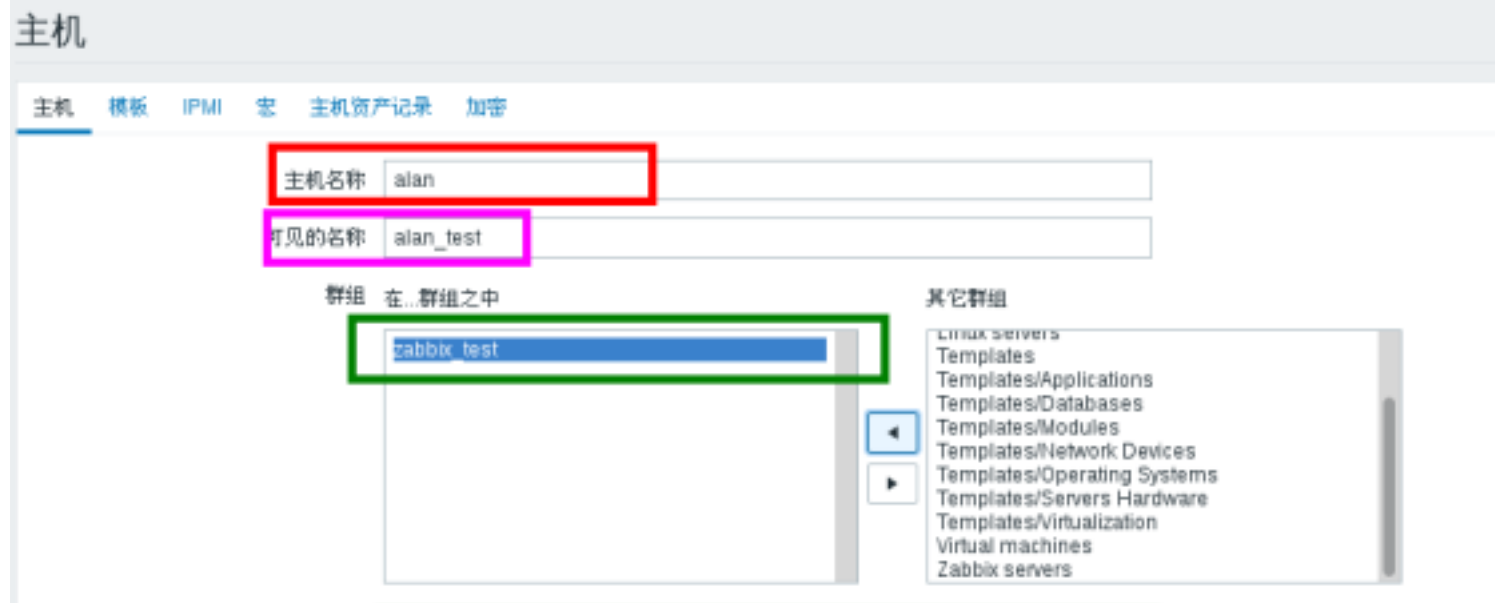 主机
主机 模板 IPMI 宏 主机资产记录 加密
主机名称 alan
可见的名称 alan_test
群组 在...群组之中 其它群组
zabbix_test
Linux servers
Templates
Templates/Applications
Templates/Databases
Templates/Modules
Templates/Network Devices
Templates/Operating Systems
Templates/Servers Hardware
Templates/Virtualization
Virtual machines
Zabbix servers